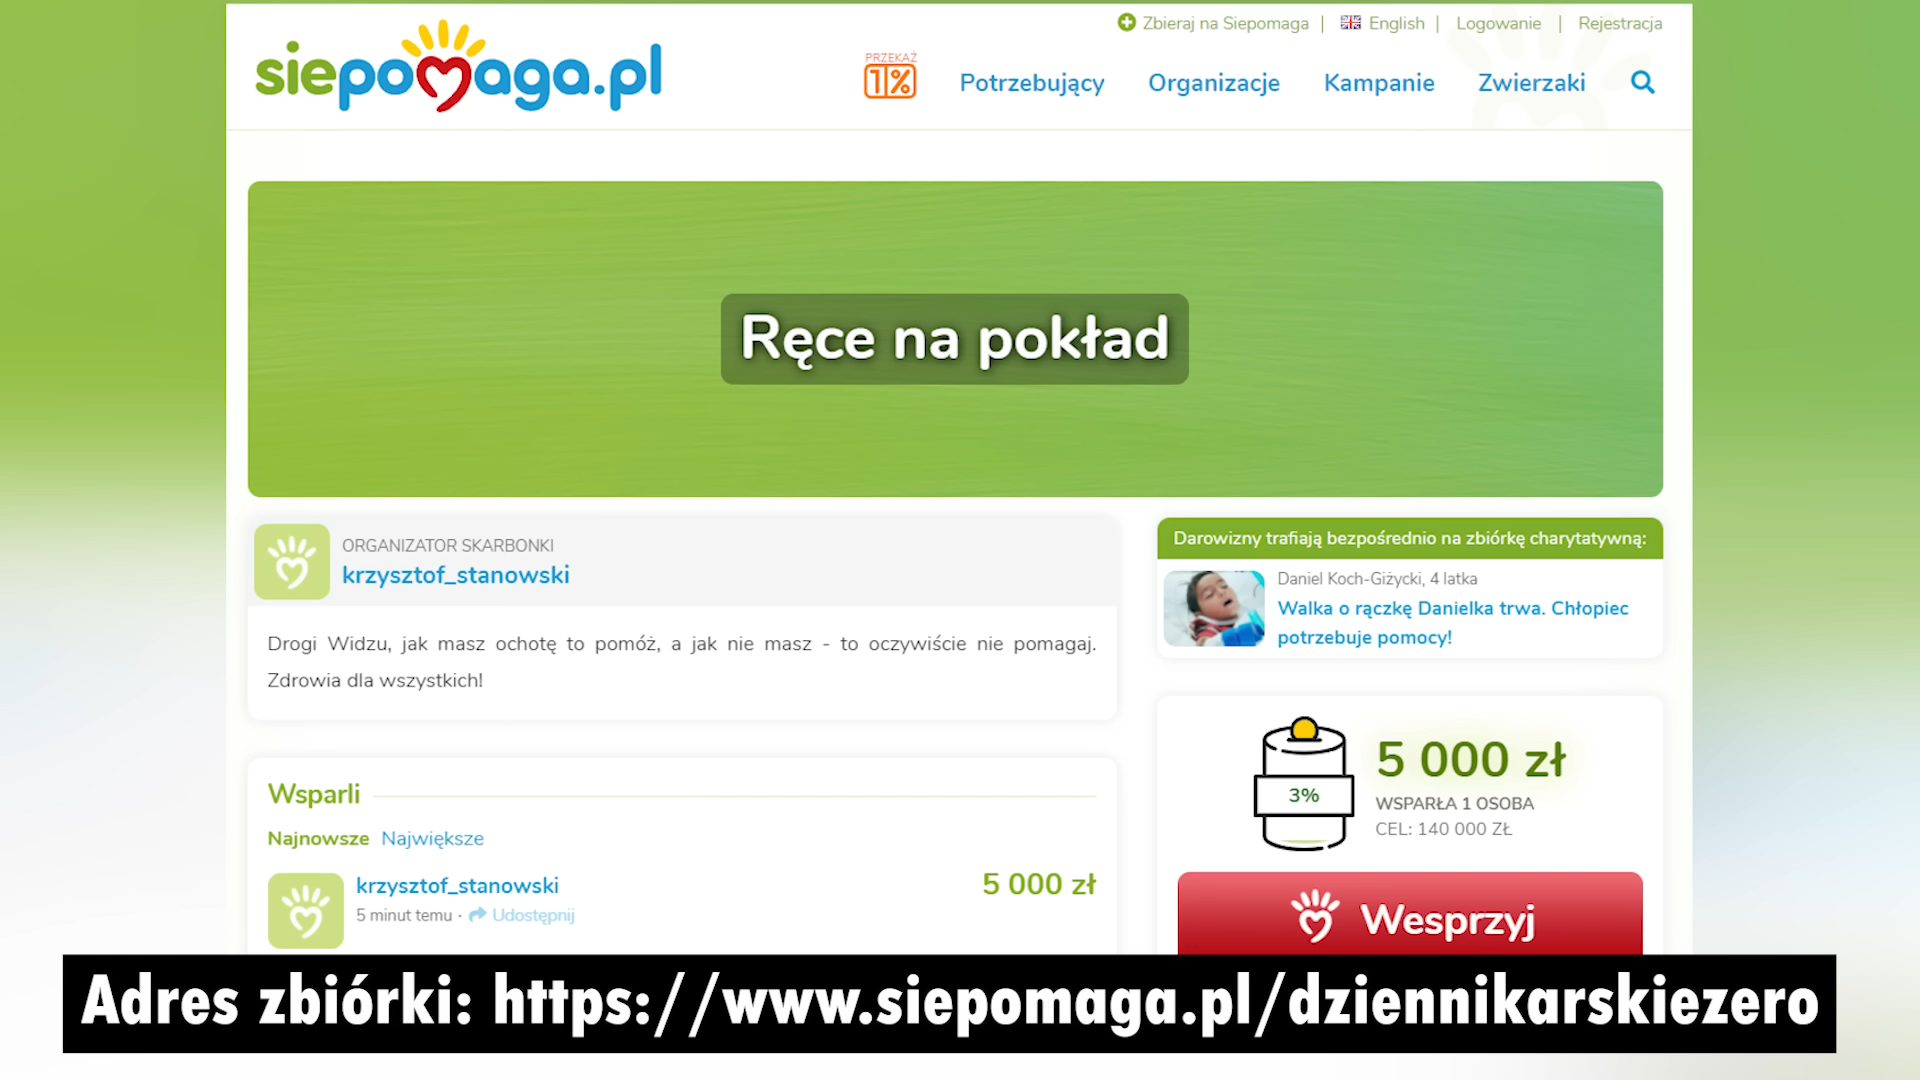 Zbieraj na Siepomaga | English | Logowanie | Rejestracja
siepomaga.pl
PRZEKAŻ
1%
Potrzebujący Organizacje Kampanie Zwierzaki
Ręce na pokład
ORGANIZATOR SKARBONKI
krzysztof_stanowski
Drogi Widzu, jak masz ochotę to pomóż, a jak nie masz - to oczywiście nie pomagaj.
Zdrowia dla wszystkich!
Darowizny trafiają bezpośrednio na zbiórkę charytatywną:
Daniel Koch-Giżycki, 4 latka
Walka o rączkę Danielka trwa. Chłopiec
potrzebuje pomocy!
3%
5 000 zł
WSPARŁA 1 OSOBA
CEL: 140 000 ZŁ
Wesprzyj
Wsparli
Najnowsze Największe
krzysztof_stanowski
5 000 zł
5 minut temu · Udostępnij
Adres zbiórki: https://www.siepomaga.pl/dziennikarskiezero